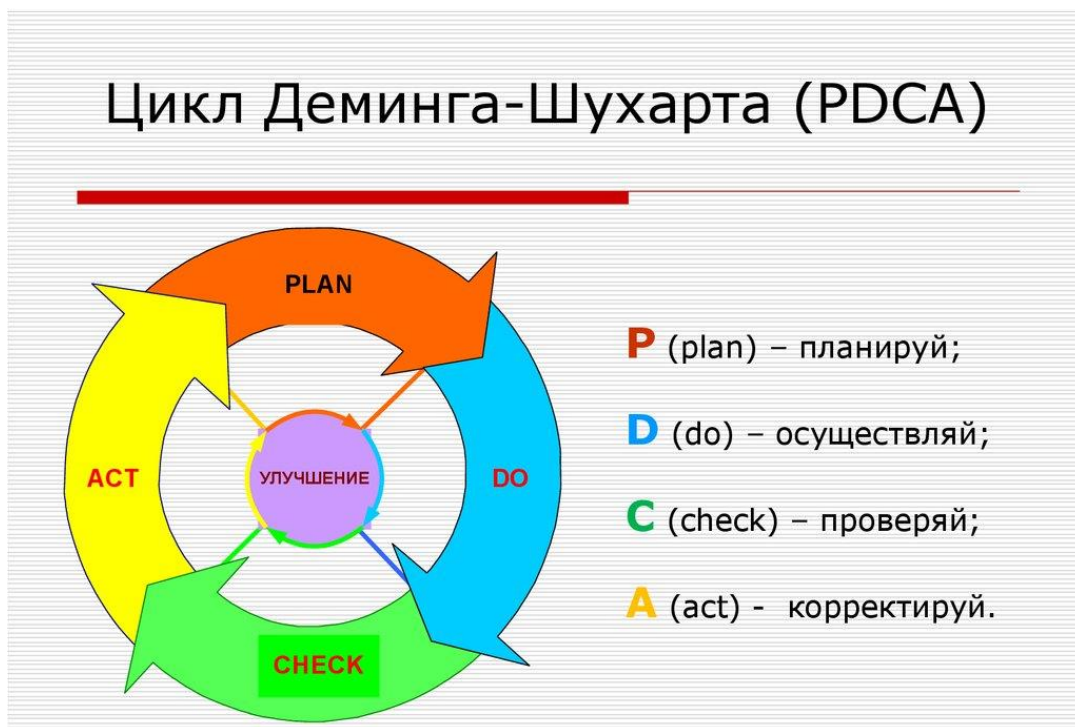 Цикл Деминга-Шухарта (PDCA)
PLAN
DO
CHECK
ACT
УЛУЧШЕНИЕ
P (plan) – планируй;
D (do) – осуществляй;
C (check) – проверяй;
A (act) - корректируй.